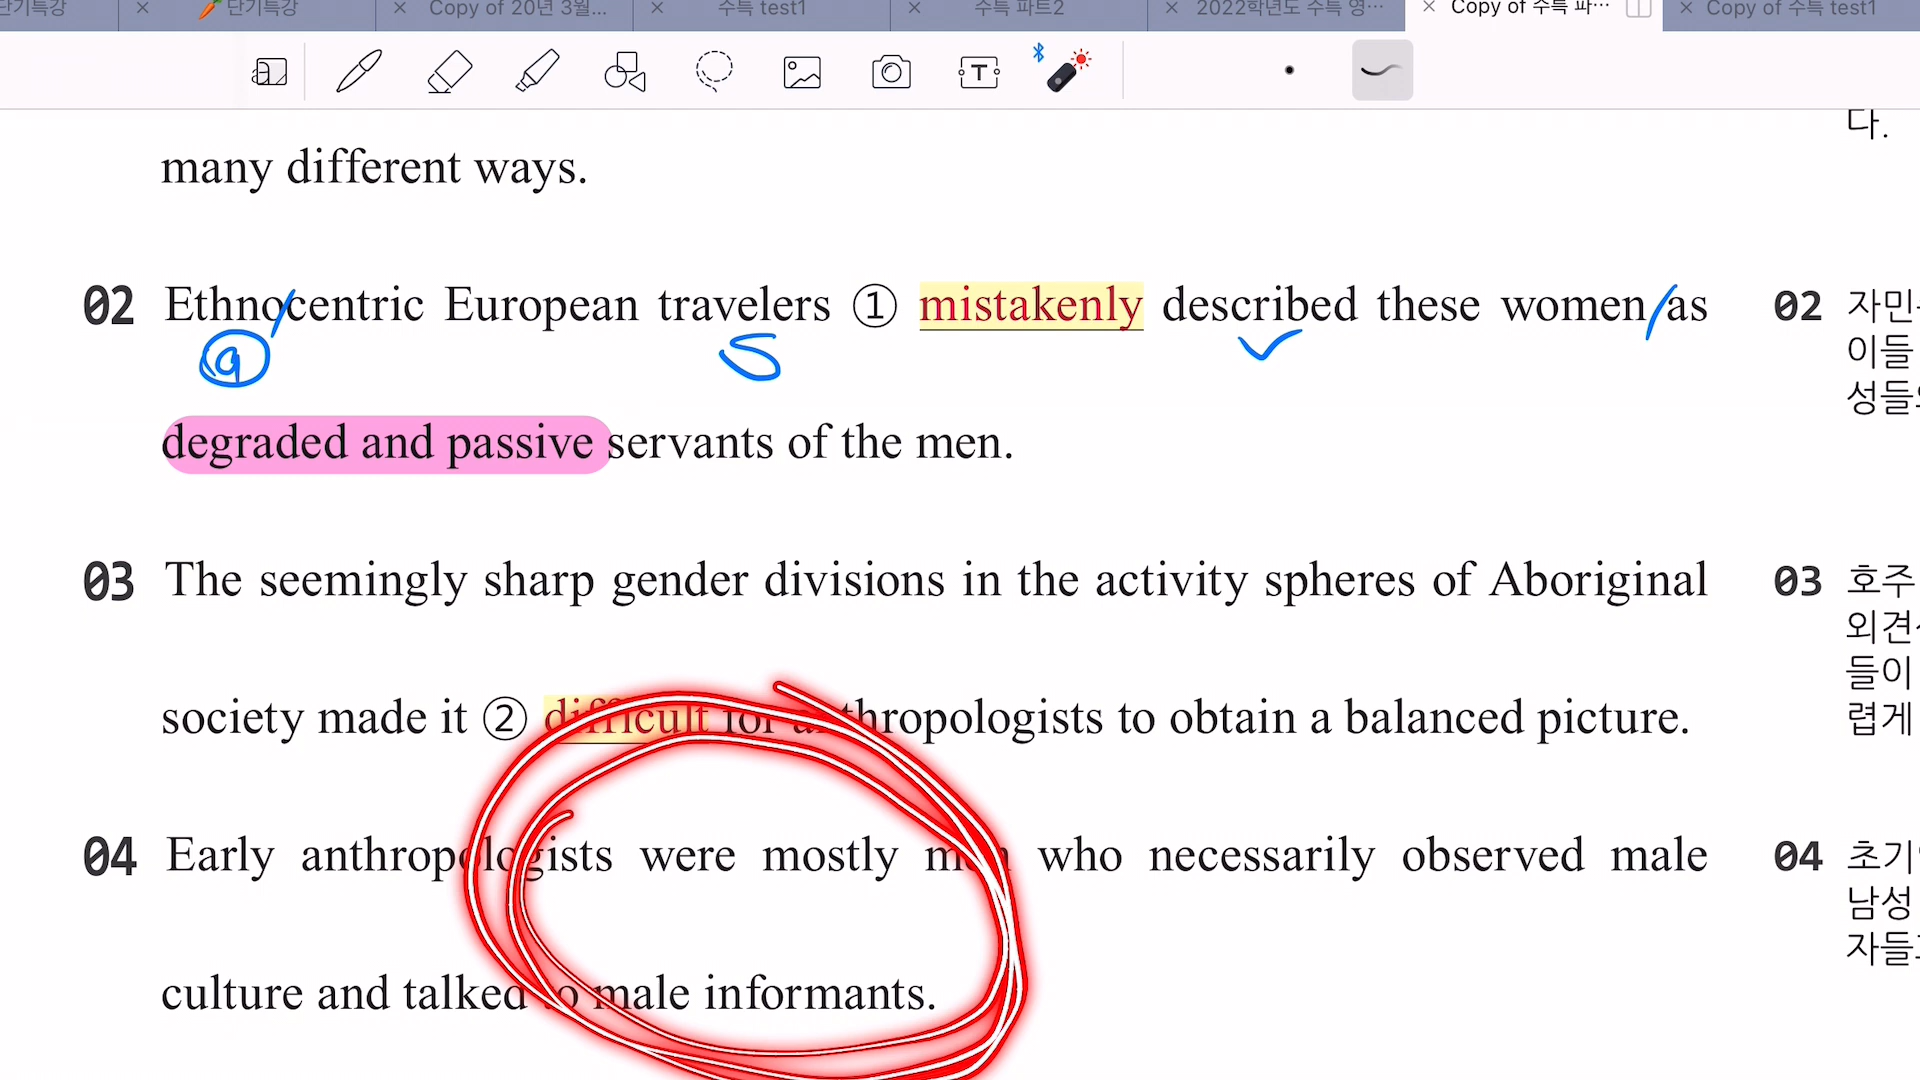 단기특강
단기특강
Copy of 20년 3월...
수특 test1
수특 파트2
2022학년도 수특 영...
Copy of 수특 파...
Copy of 수특 test1
다.
many different ways.
02 Ethnocentric European travelers ① mistakenly described these women as
a S
degraded and passive servants of the men.
02 자민
이들
성들
03 The seemingly sharp gender divisions in the activity spheres of Aboriginal
society made it ② difficult for anthropologists to obtain a balanced picture.
03 호주
외견
들이
렵게
04 Early anthropologists were mostly men who necessarily observed male
culture and talked to male informants.
04 초기
남성
자들